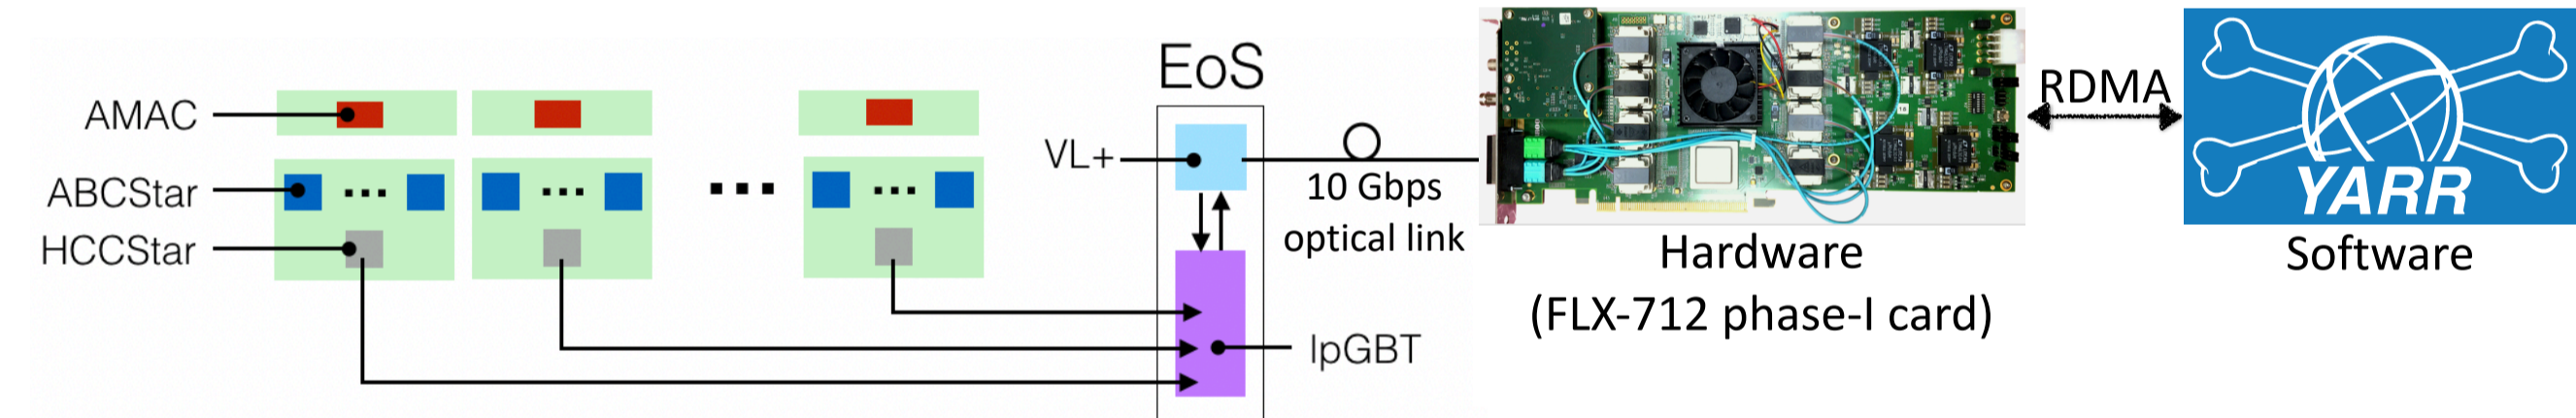 AMAC
ABCStar
HCCStar
EoS
VL+
lpGBT
10 Gbps
optical link
Hardware
(FLX-712 phase-I card)
RDMA
YARR
Software